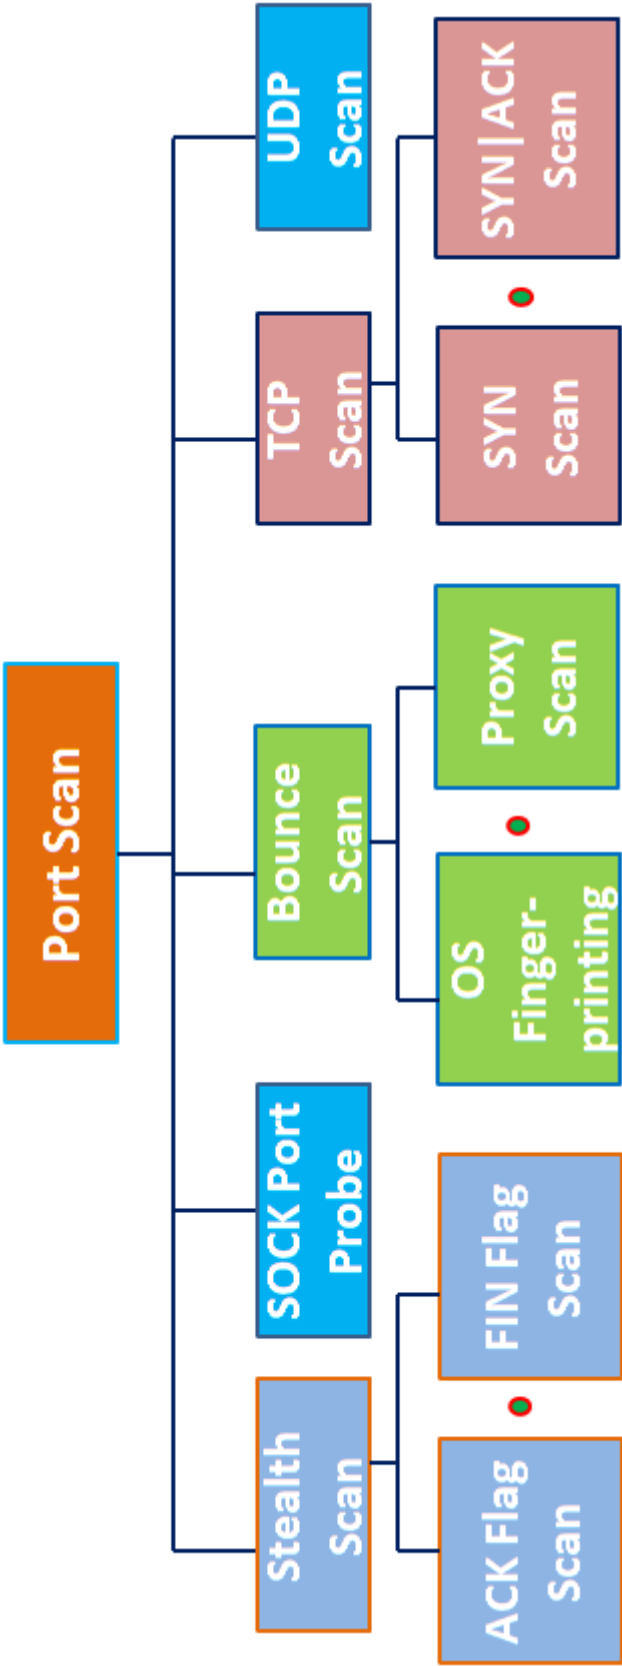 Port Scan
Stealth
Scan
SOCK Port
Probe
Bounce
Scan
TCP
Scan
UDP
Scan
ACK Flag
Scan
FIN Flag
Scan
OS
Finger-
printing
Proxy
Scan
SYN
Scan
SYN|ACK
Scan